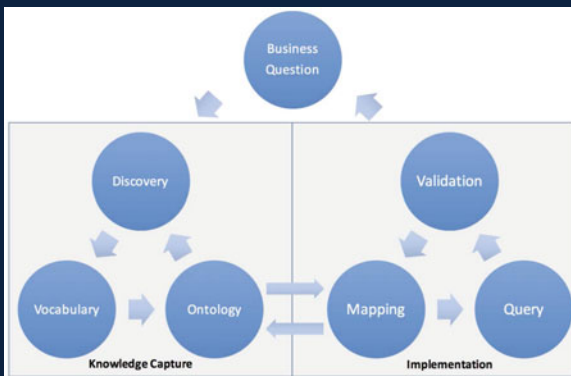 Business
Question
Discovery
Validation
Vocabulary
Ontology
Mapping
Query
Knowledge Capture
Implementation